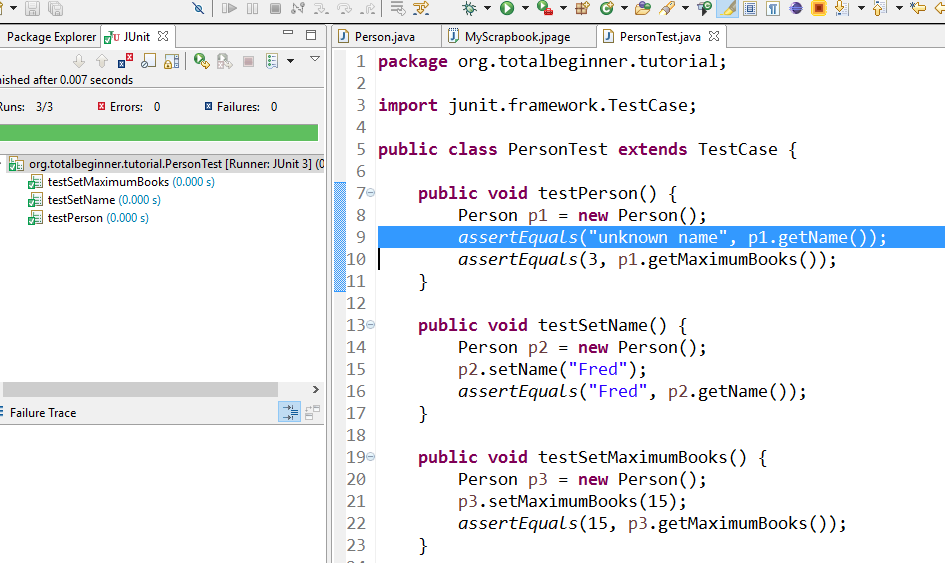 Package Explorer JUnit
Person.java MyScrapbook.jpage PersonTest.java
ished after 0.007 seconds
Runs: 3/3 Errors: 0 Failures: 0
org.totalbeginner.tutorial.PersonTest [Runner: JUnit 3] (0
testSetMaximumBooks (0.000 s)
testSetName (0.000 s)
testPerson (0.000 s)
Failure Trace
1 package org.totalbeginner.tutorial;
2
3 import junit.framework.TestCase;
4
5 public class PersonTest extends TestCase {
6
7 public void testPerson() {
8 Person p1 = new Person();
9 assertEquals("unknown name", p1.getName());
10 assertEquals(3, p1.getMaximumBooks());
11 }
12
13 public void testSetName() {
14 Person p2 = new Person();
15 p2.setName("Fred");
16 assertEquals("Fred", p2.getName());
17 }
18
19 public void testSetMaximumBooks() {
20 Person p3 = new Person();
21 p3.setMaximumBooks(15);
22 assertEquals(15, p3.getMaximumBooks());
23 }